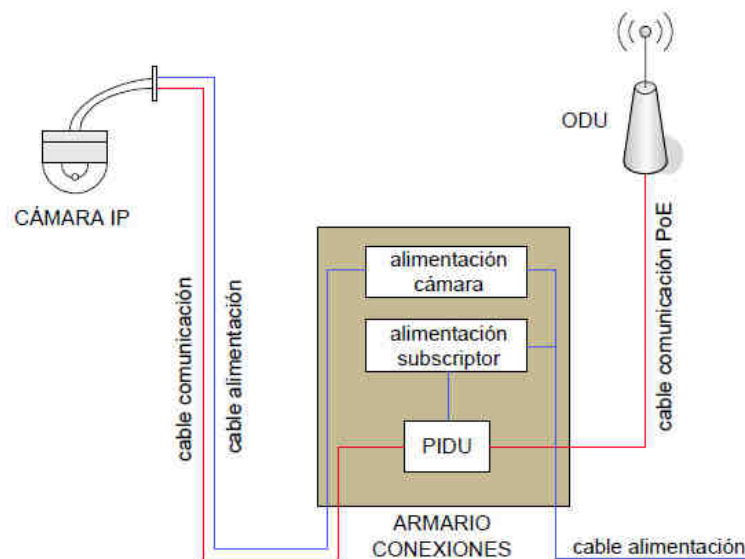 ODU
CÁMARA IP
cable comunicación
cable alimentación
cable comunicación PoE
alimentación
cámara
alimentación
subscriptor
PIDU
ARMARIO
CONEXIONES
cable alimentación